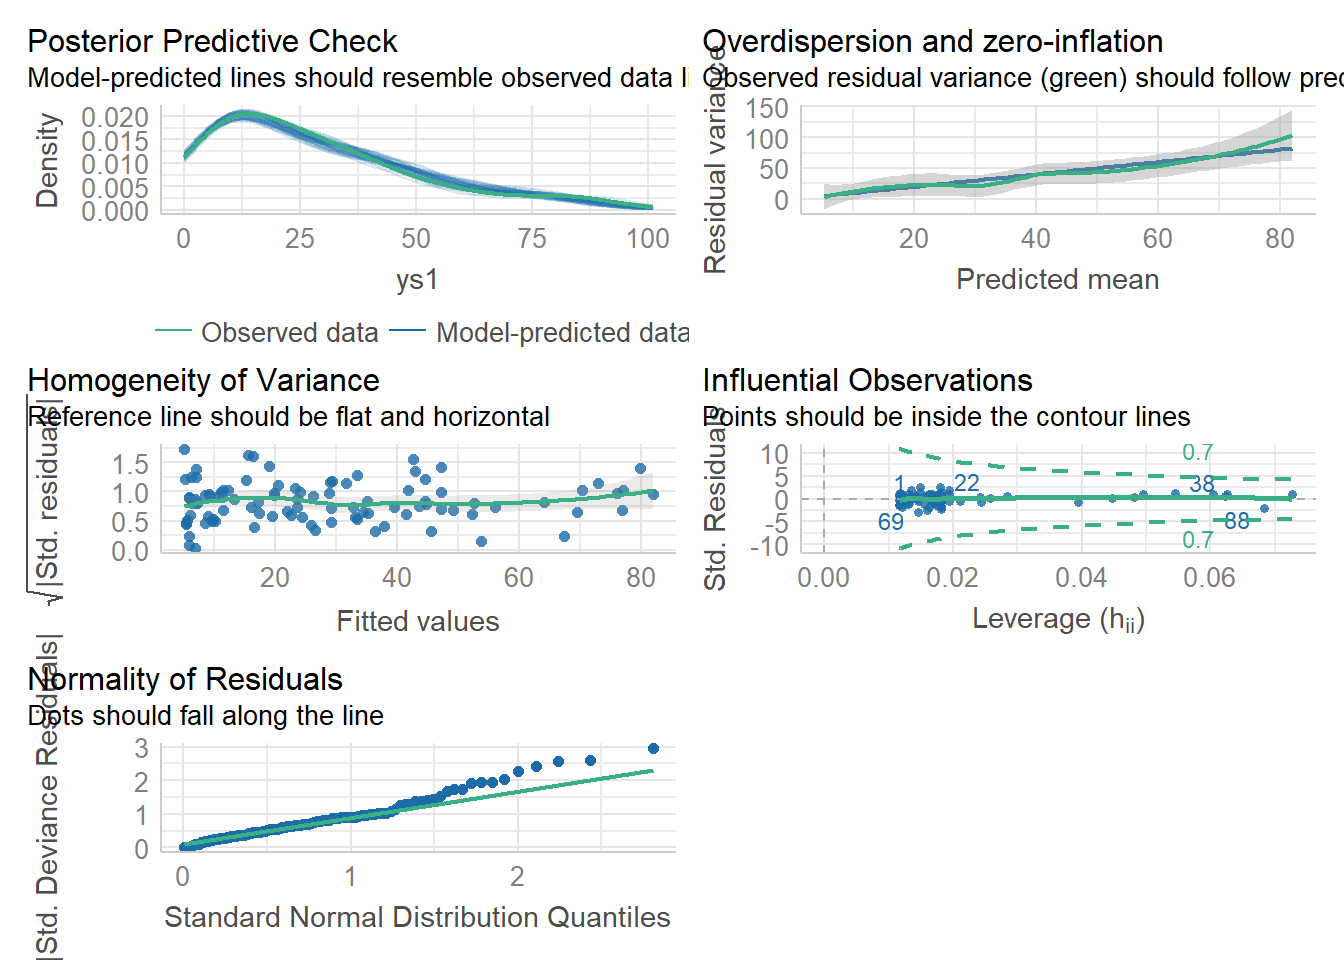 Posterior Predictive Check
Model-predicted lines should resemble observed data li
Density
0.020
0.015
0.010
0.005
0.000
0 25 50 75 100
ys1
Observed data Model-predicted data
Overdispersion and zero-inflation
Observed residual variance (green) should follow pred
Residual variance
150
100
50
0
20 40 60 80
Predicted mean
Homogeneity of Variance
Reference line should be flat and horizontal
√|Std. residuals|
1.5
1.0
0.5
0.0
20 40 60 80
Fitted values
Influential Observations
Points should be inside the contour lines
Std. Residuals
10
5
0
-5
-10
0.7
1 22 38
69 88
0.7
0.00 0.02 0.04 0.06
Leverage (hii)
Normality of Residuals
Dots should fall along the line
|Std. Deviance Residuals|
3
2
1
0
0 1 2
Standard Normal Distribution Quantiles